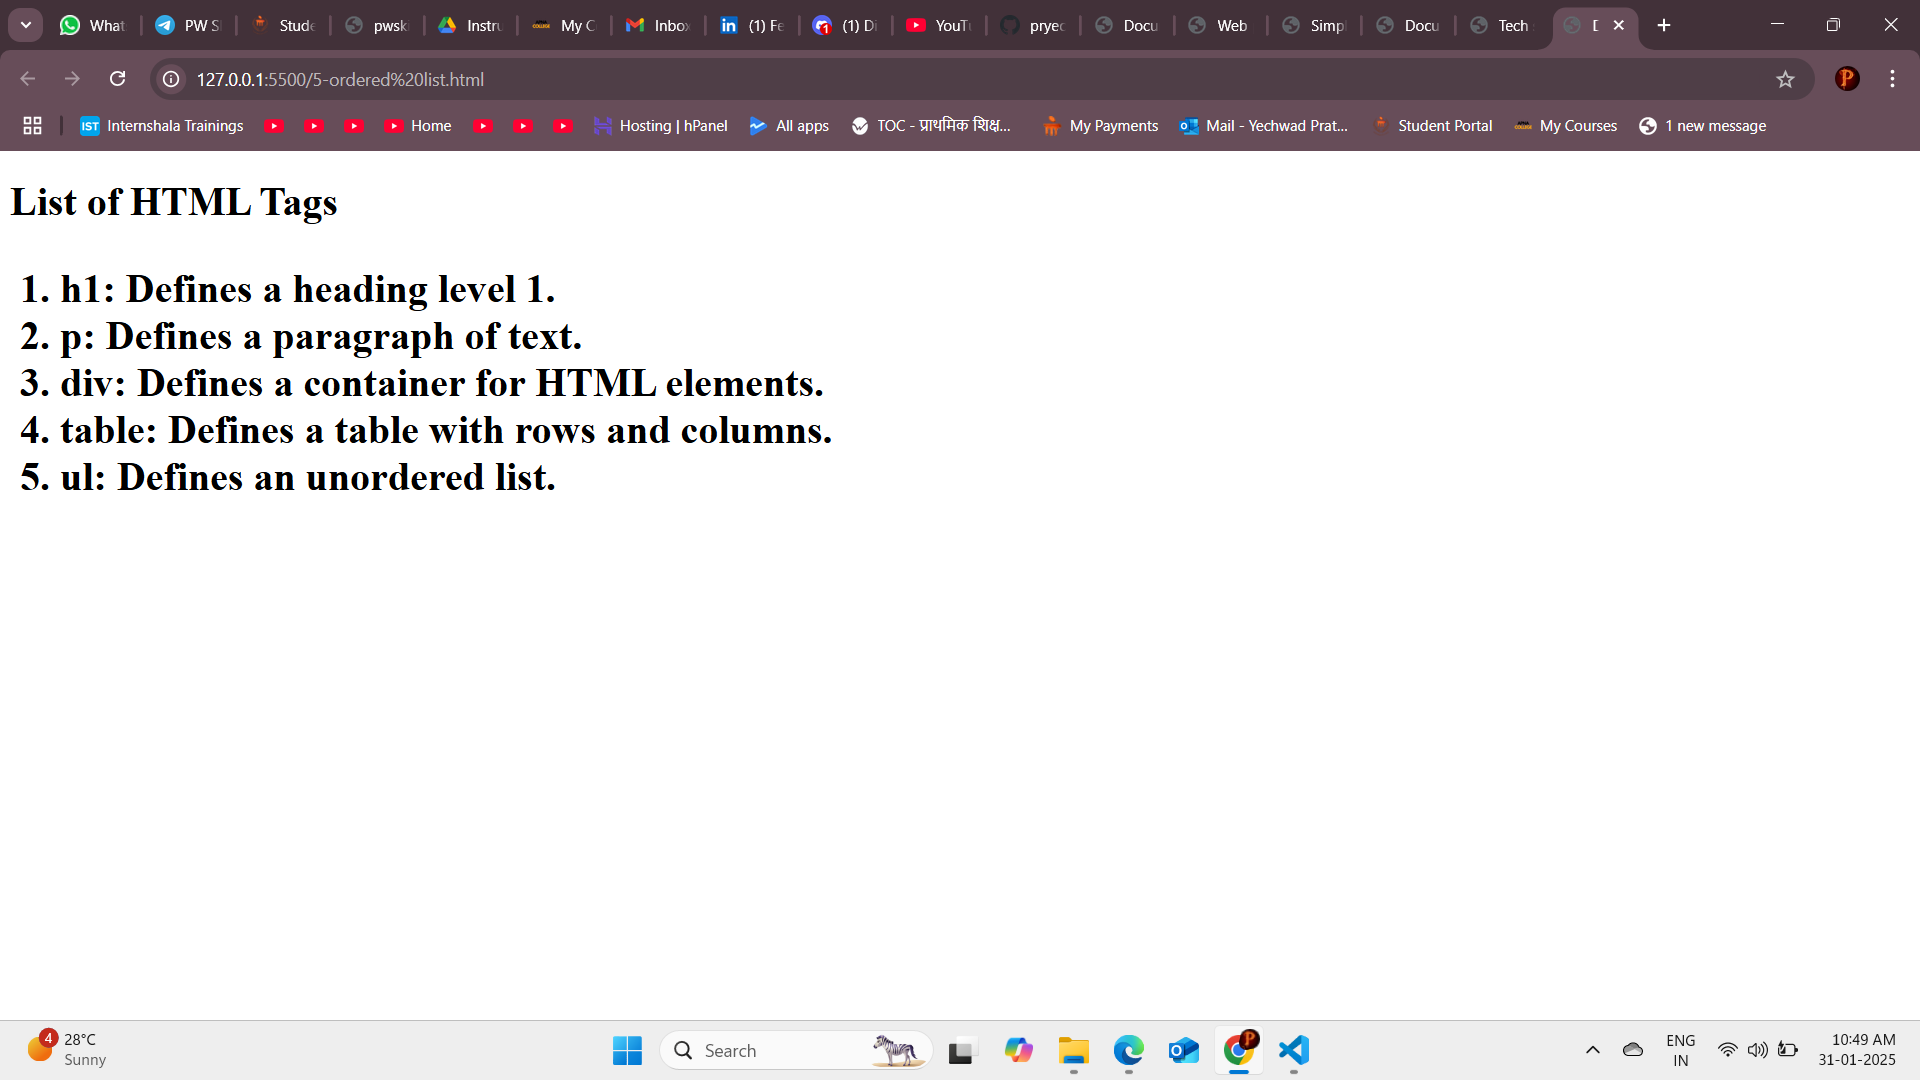 What
PW S
Stude
pwski
Instru
My C
Inbox
(1) Fe
(1) Di
YouTu
pryec
Docu
Web
Simpl
Docu
Tech
127.0.0.1:5500/5-ordered%20list.html
Internshala Trainings
Home
Hosting | hPanel
All apps
TOC - प्राथमिक शिक्ष...
My Payments
Mail - Yechwad Prat...
Student Portal
My Courses
1 new message
List of HTML Tags
1. h1: Defines a heading level 1.
2. p: Defines a paragraph of text.
3. div: Defines a container for HTML elements.
4. table: Defines a table with rows and columns.
5. ul: Defines an unordered list.
4
28°C
Sunny
Search
ENG
IN
10:49 AM
31-01-2025